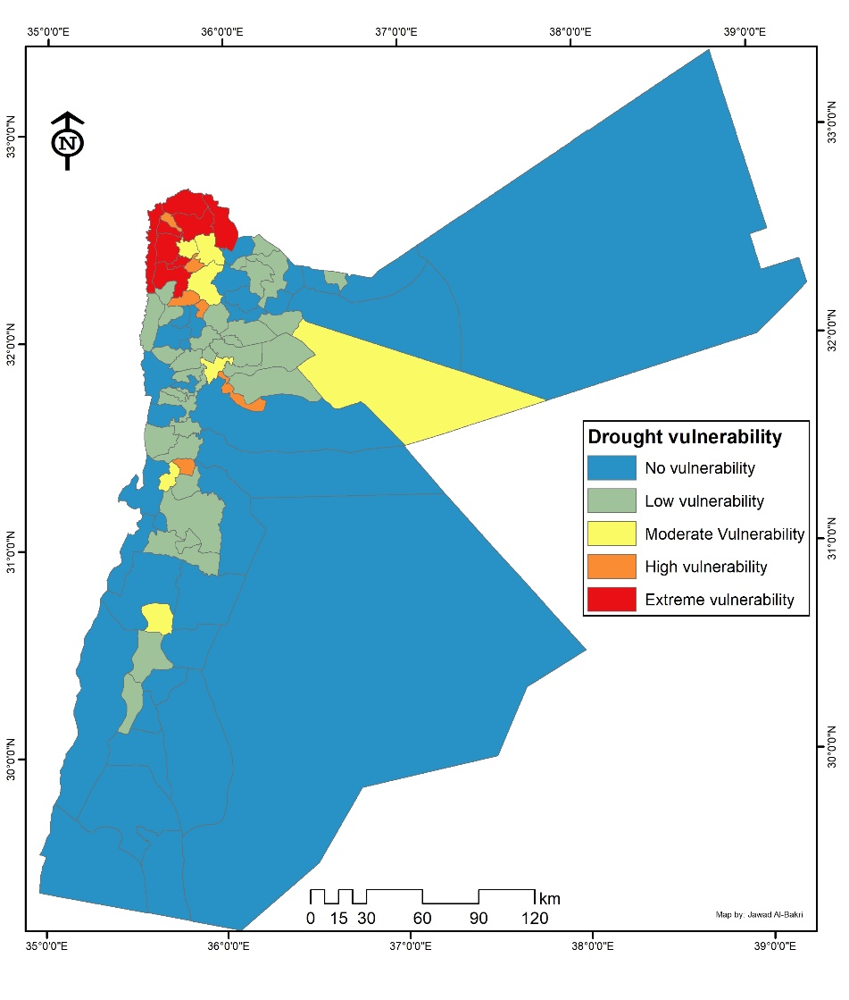 35°0'0"E 36°0'0"E 37°0'0"E 38°0'0"E 39°0'0"E
33°0'0"N
33°0'0"N
N
32°0'0"N
32°0'0"N
Drought vulnerability
No vulnerability
Low vulnerability
Moderate Vulnerability
High vulnerability
Extreme vulnerability
31°0'0"N
31°0'0"N
30°0'0"N
30°0'0"N
km
0 15 30 60 90 120
Map by: Jawad Al-Bakri
35°0'0"E 36°0'0"E 37°0'0"E 38°0'0"E 39°0'0"E